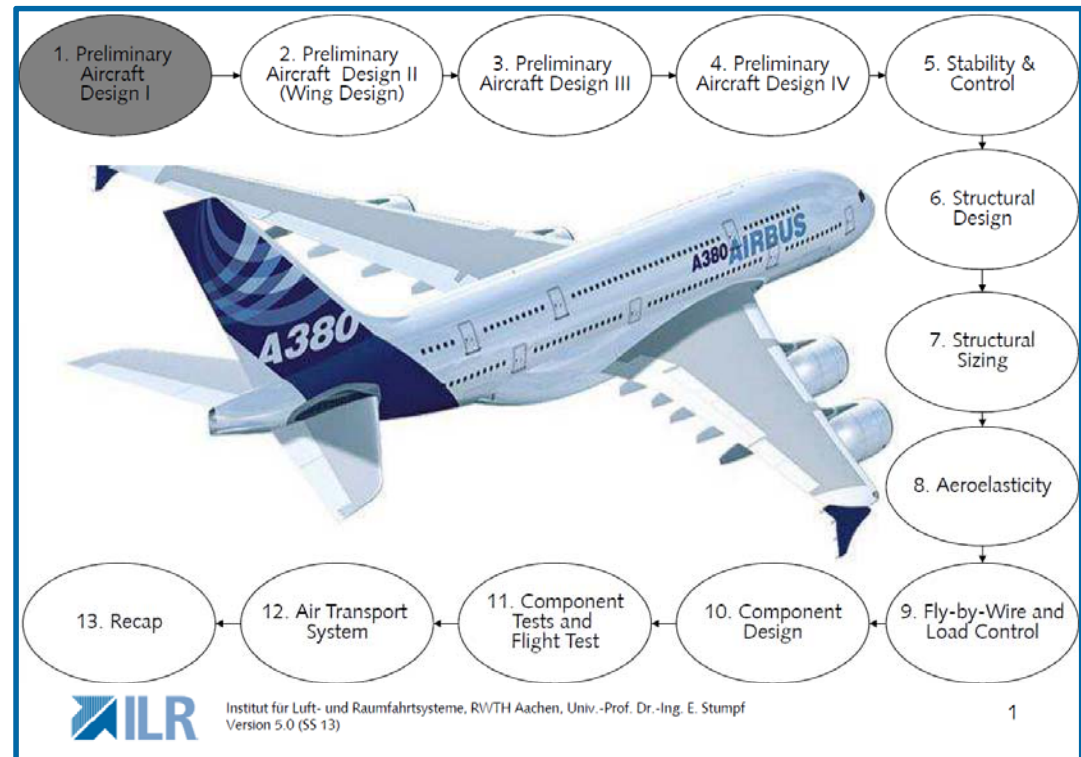 1. Preliminary
Aircraft
Design I
2. Preliminary
Aircraft Design II
(Wing Design)
3. Preliminary
Aircraft Design III
4. Preliminary
Aircraft Design IV
5. Stability &
Control
6. Structural
Design
7. Structural
Sizing
8. Aeroelasticity
9. Fly-by-Wire and
Load Control
10. Component
Design
11. Component
Tests and
Flight Test
12. Air Transport
System
13. Recap
A380
A380 AIRBUS
ILR
Institut für Luft- und Raumfahrtsysteme, RWTH Aachen, Univ.-Prof. Dr.-Ing. E. Stumpf
Version 5.0 (SS 13)
1